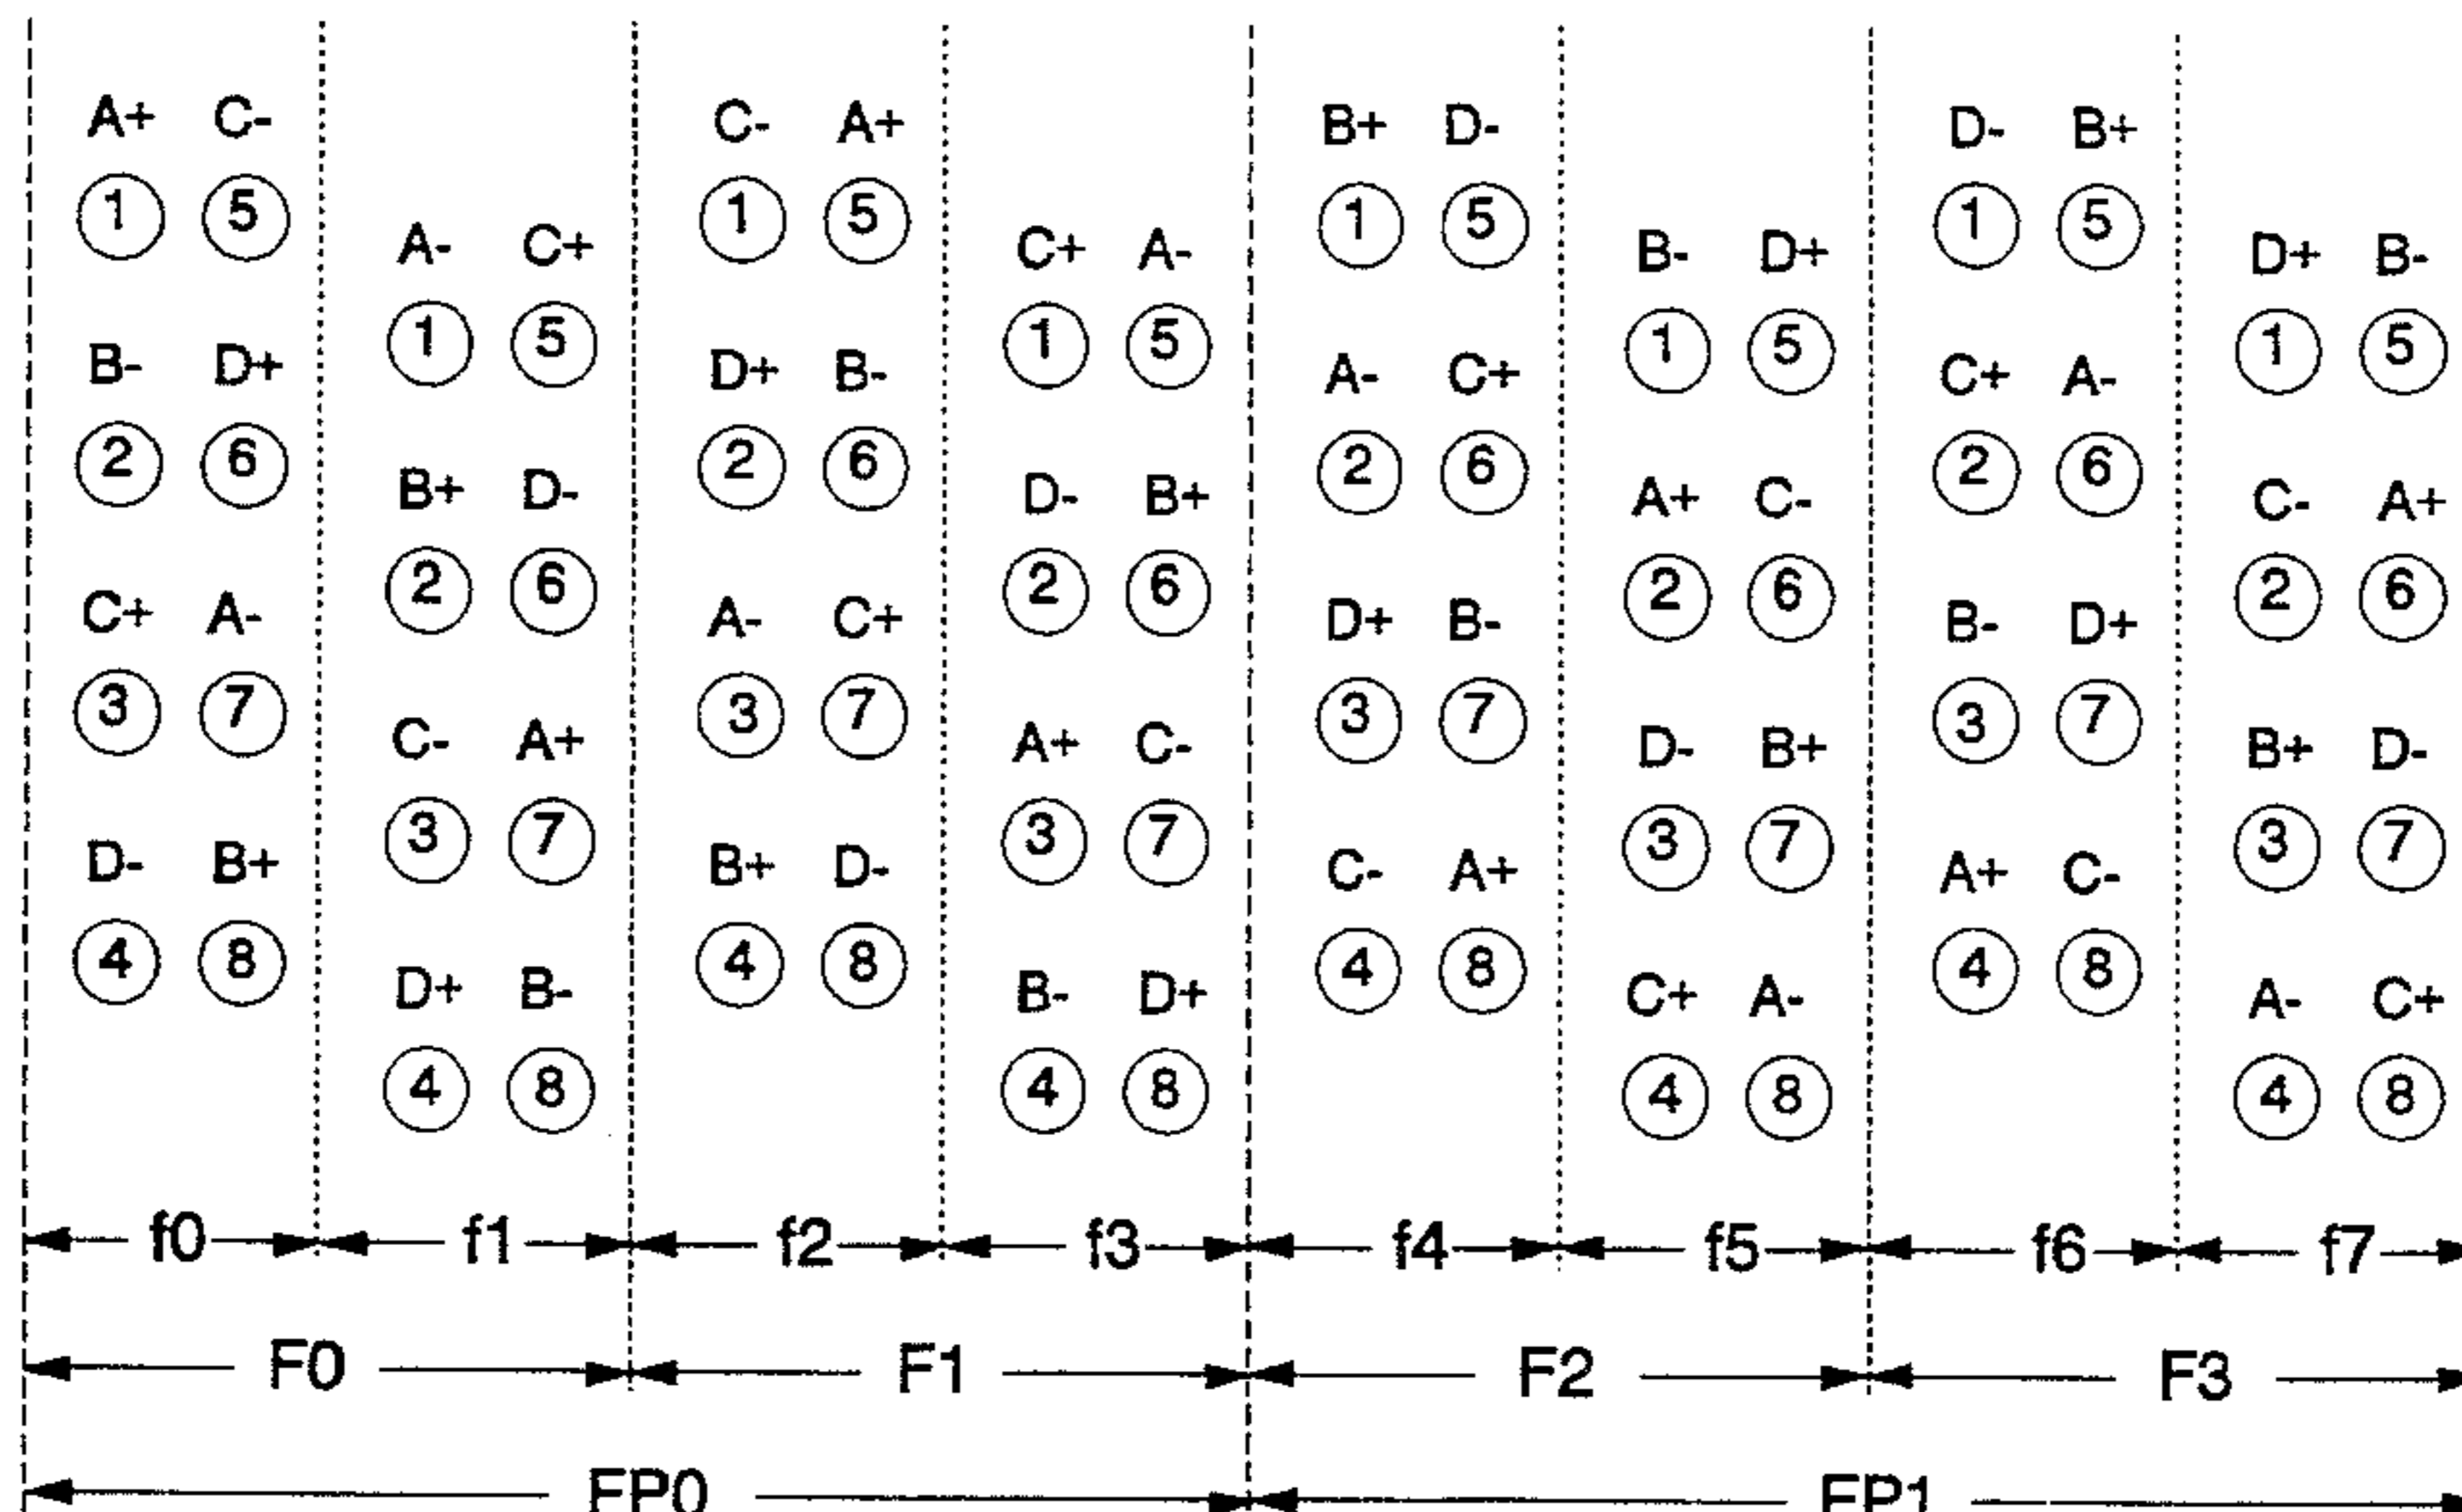 A+ C- C- A+ B+ D- D- B+
1 5 1 5 1 5 1 5
A- C+ C+ A- B- D+ D+ B-
1 5 1 5 1 5 1 5
B- D+ D+ B- A- C+ C+ A-
2 6 2 6 2 6 2 6
B+ D- D- B+ A+ C- C- A+
2 6 2 6 2 6 2 6
C+ A- A- C+ D+ B- B- D+
3 7 3 7 3 7 3 7
C- A+ A+ C- D- B+ B+ D-
3 7 3 7 3 7 3 7
D- B+ B+ D- C- A+ A+ C-
4 8 4 8 4 8 4 8
D+ B- B- D+ C+ A- A- C+
4 8 4 8 4 8 4 8
f0 f1 f2 f3 f4 f5 f6 f7
F0 F1 F2 F3
FP0 FP1